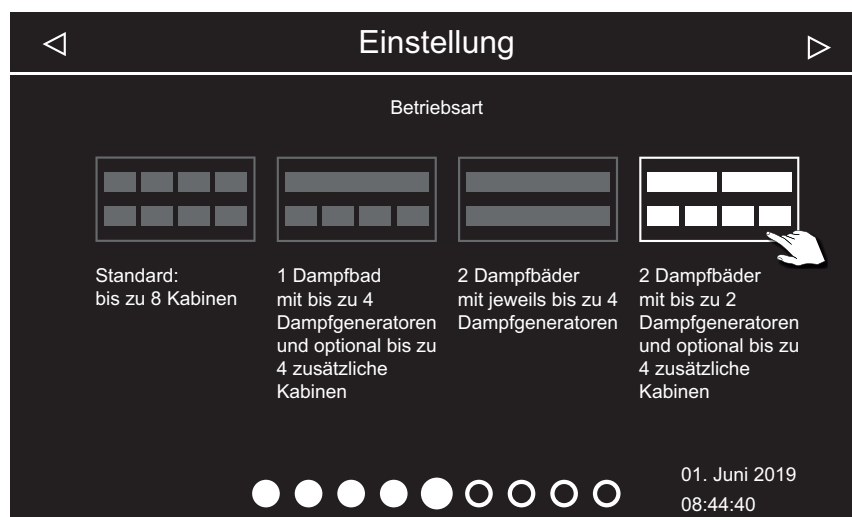 Einstellung
Betriebsart
Standard:
bis zu 8 Kabinen
1 Dampfbad
mit bis zu 4
Dampfgeneratoren
und optional bis zu
4 zusätzliche
Kabinen
2 Dampfbäder
mit jeweils bis zu 4
Dampfgeneratoren
2 Dampfbäder
mit bis zu 2
Dampfgeneratoren
und optional bis zu
4 zusätzliche
Kabinen
01. Juni 2019
08:44:40